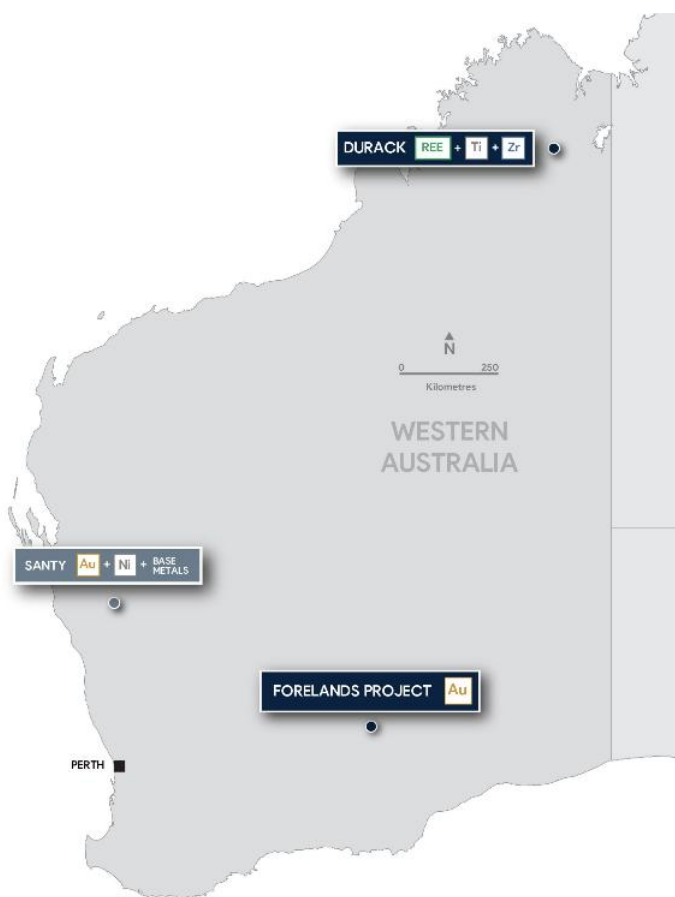 DURACK REE + Ti + Zr
N
0 250
Kilometres
WESTERN
AUSTRALIA
SANTY Au + Ni + BASE
METALS
FORELANDS PROJECT Au
PERTH